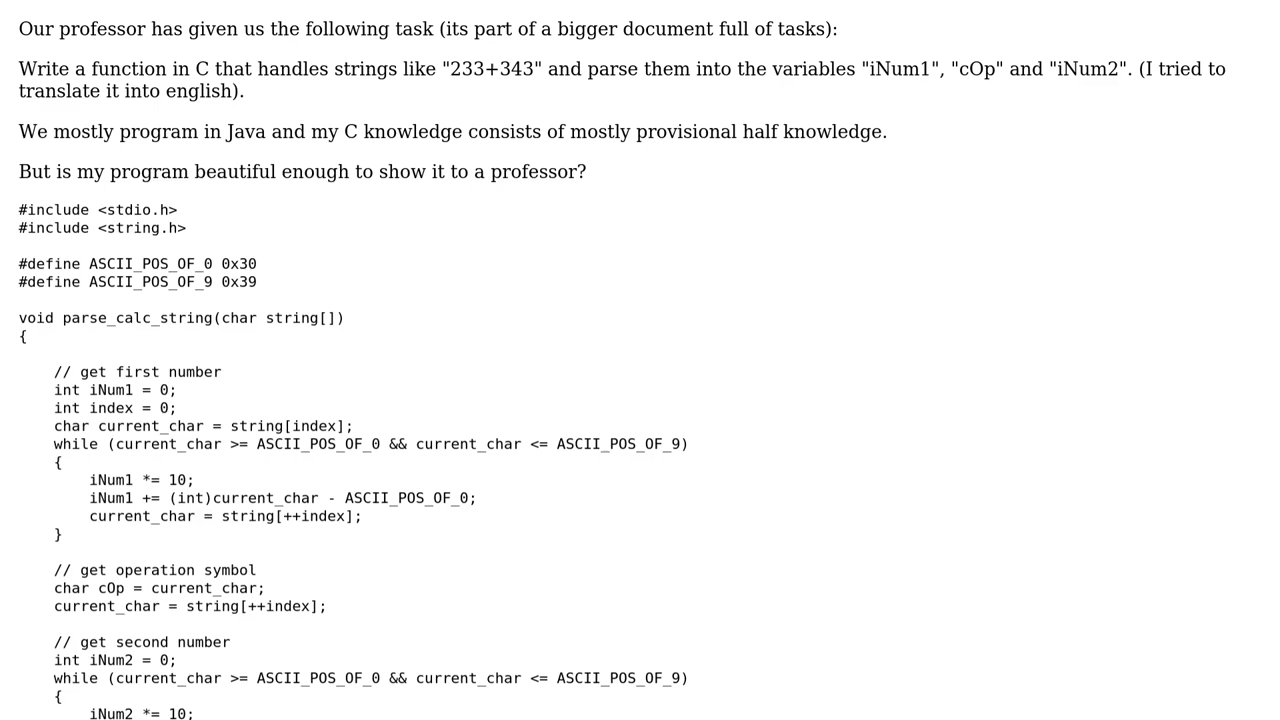 Our professor has given us the following task (its part of a bigger document full of tasks):
Write a function in C that handles strings like "233+343" and parse them into the variables "iNum1", "cOp" and "iNum2". (I tried to
translate it into english).
We mostly program in Java and my C knowledge consists of mostly provisional half knowledge.
But is my program beautiful enough to show it to a professor?
#include <stdio.h>
#include <string.h>
#define ASCII_POS_OF_0 0x30
#define ASCII_POS_OF_9 0x39
void parse_calc_string(char string[])
{
    // get first number
    int iNum1 = 0;
    int index = 0;
    char current_char = string[index];
    while (current_char >= ASCII_POS_OF_0 && current_char <= ASCII_POS_OF_9)
    {
        iNum1 *= 10;
        iNum1 += (int)current_char - ASCII_POS_OF_0;
        current_char = string[++index];
    }
    // get operation symbol
    char cOp = current_char;
    current_char = string[++index];
    // get second number
    int iNum2 = 0;
    while (current_char >= ASCII_POS_OF_0 && current_char <= ASCII_POS_OF_9)
    {
        iNum2 *= 10;